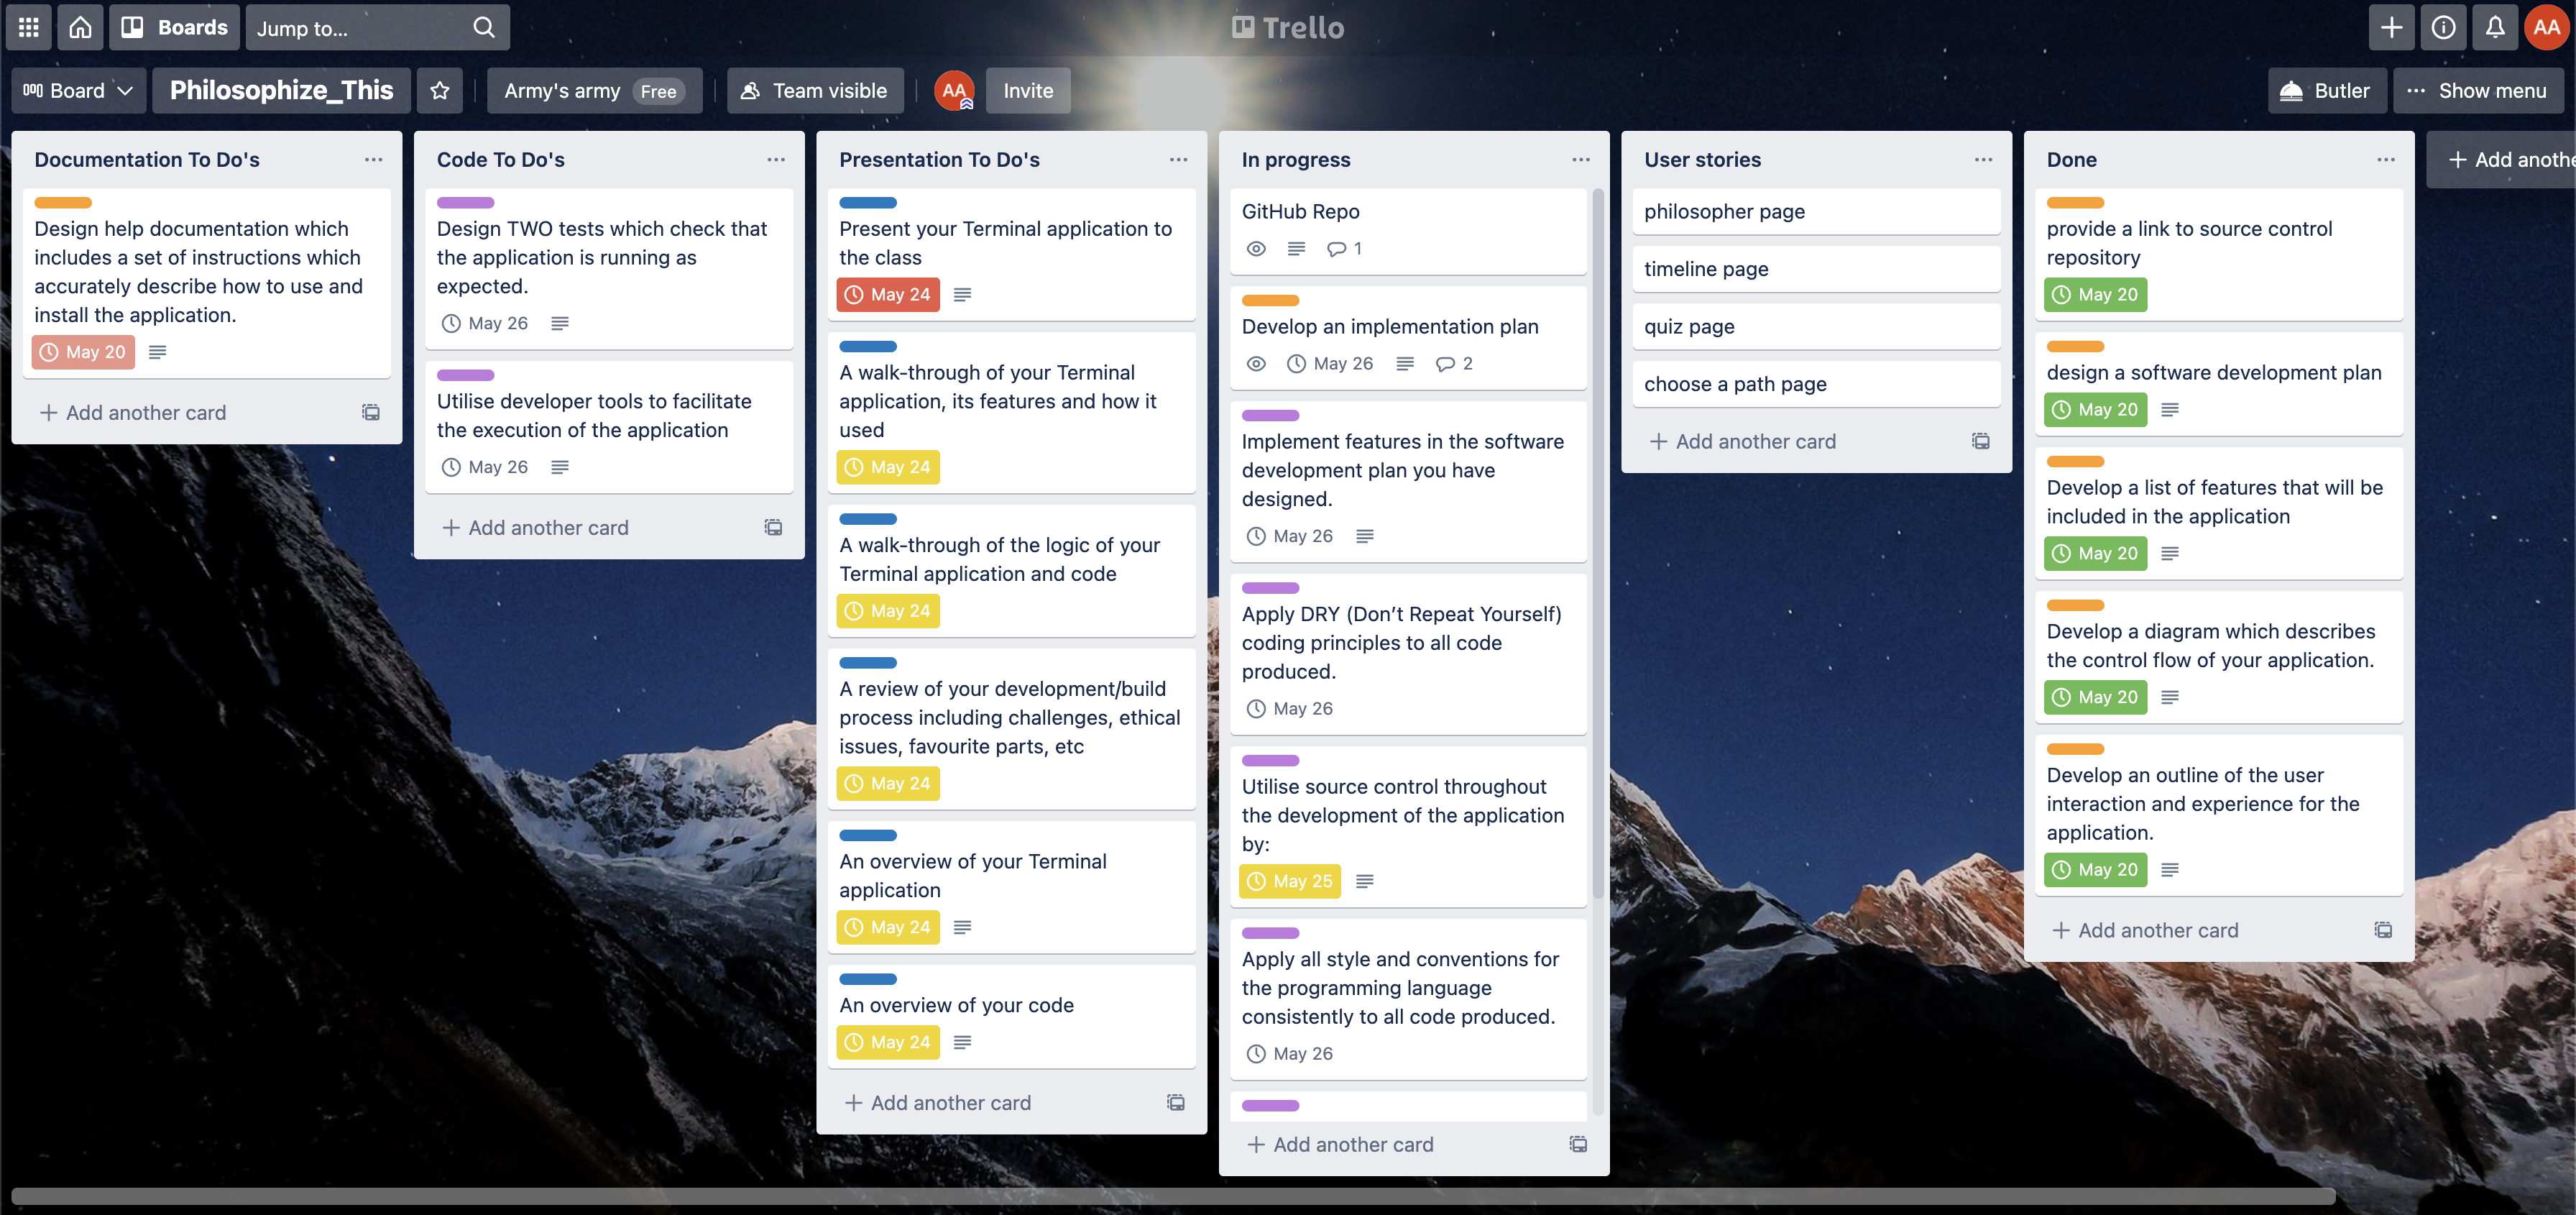 Boards
Jump to...
Trello
AA
Board
Philosophize_This
Army's army Free
Team visible
AA
Invite
Butler
Show menu
Documentation To Do's
Design help documentation which
includes a set of instructions which
accurately describe how to use and
install the application.
May 20
Add another card
Code To Do's
Design TWO tests which check that
the application is running as
expected.
May 26
Utilise developer tools to facilitate
the execution of the application
May 26
Add another card
Presentation To Do's
Present your Terminal application to
the class
May 24
A walk-through of your Terminal
application, its features and how it
used
May 24
A walk-through of the logic of your
Terminal application and code
May 24
A review of your development/build
process including challenges, ethical
issues, favourite parts, etc
May 24
An overview of your Terminal
application
May 24
An overview of your code
May 24
Add another card
In progress
GitHub Repo
1
Develop an implementation plan
May 26 2
Implement features in the software
development plan you have
designed.
May 26
Apply DRY (Don’t Repeat Yourself)
coding principles to all code
produced.
May 26
Utilise source control throughout
the development of the application
by:
May 25
Apply all style and conventions for
the programming language
consistently to all code produced.
May 26
Add another card
User stories
philosopher page
timeline page
quiz page
choose a path page
Add another card
Done
provide a link to source control
repository
May 20
design a software development plan
May 20
Develop a list of features that will be
included in the application
May 20
Develop a diagram which describes
the control flow of your application.
May 20
Develop an outline of the user
interaction and experience for the
application.
May 20
Add another card
Add anothe